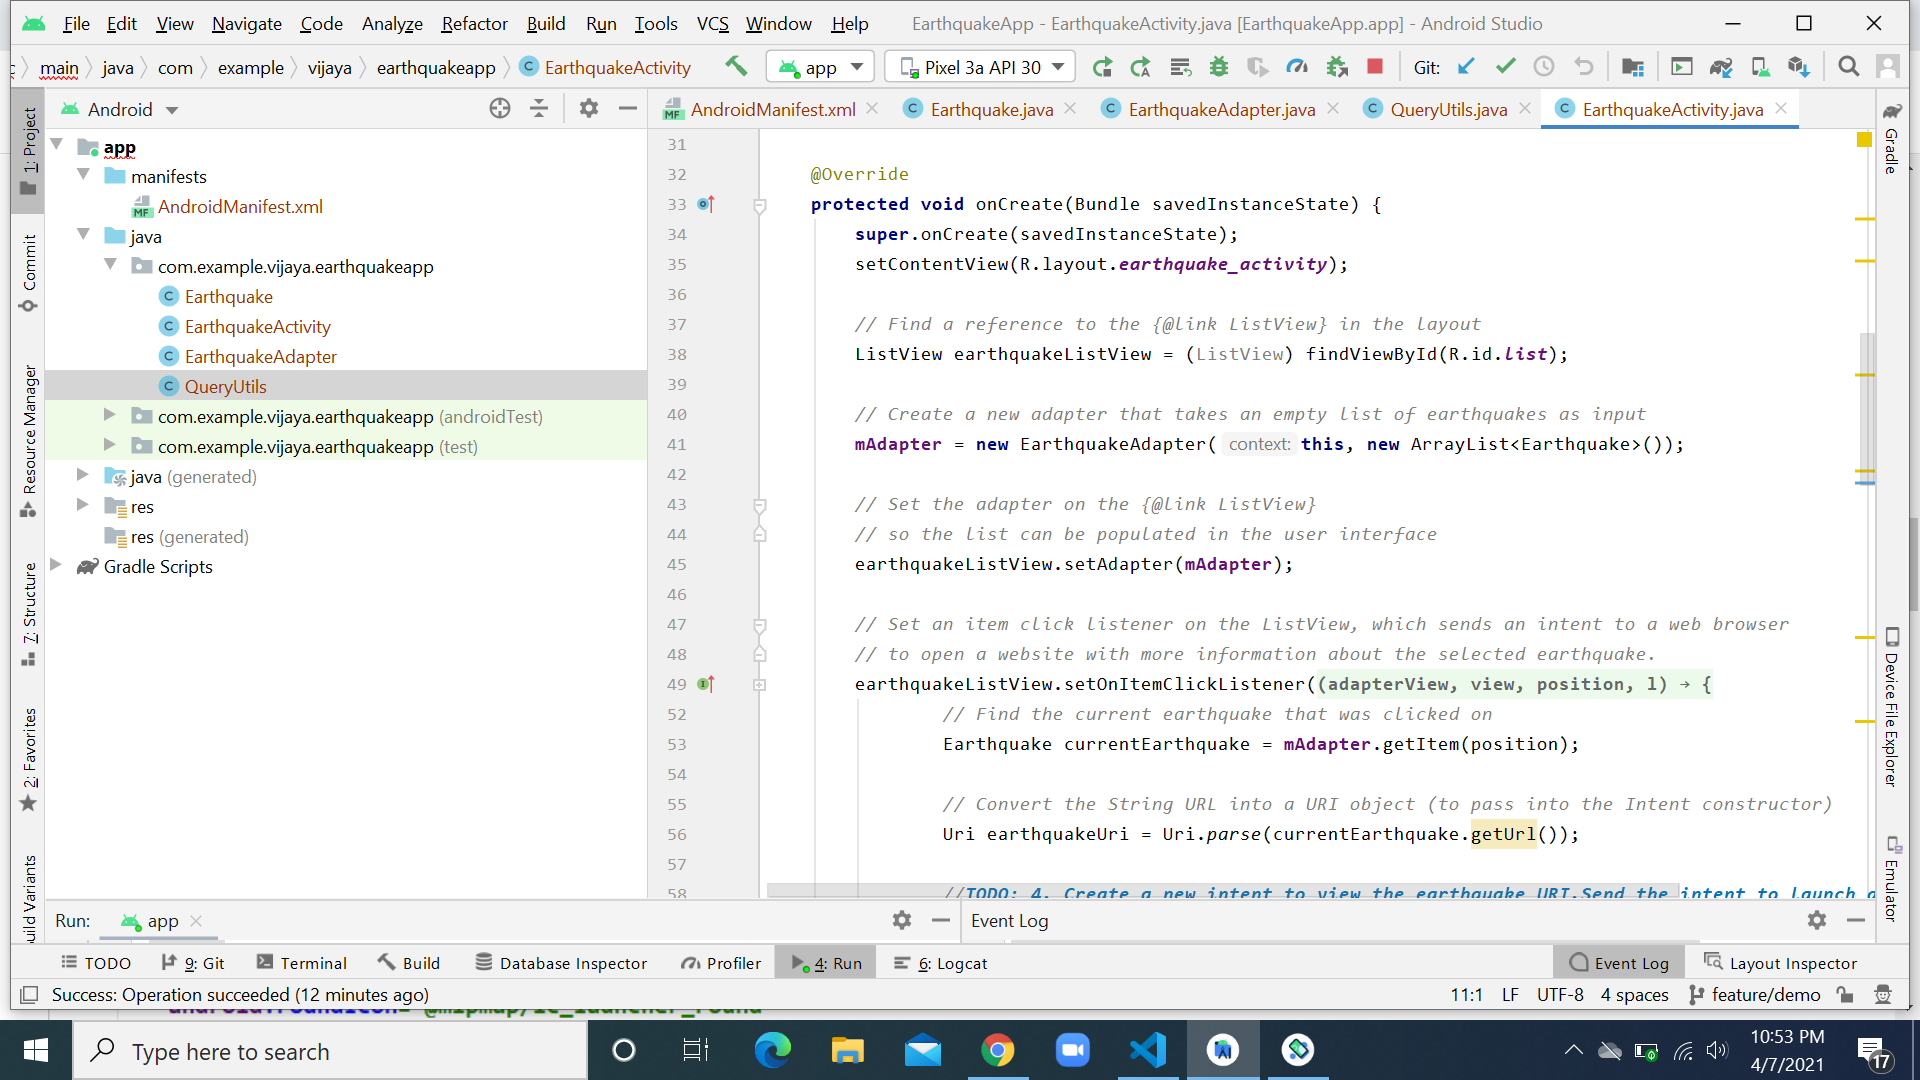 File Edit View Navigate Code Analyze Refactor Build Run Tools VCS Window Help EarthquakeApp - EarthquakeActivity.java [EarthquakeApp.app] - Android Studio
main java com example vijaya earthquakeapp EarthquakeActivity app Pixel 3a API 30 Git:
Android
AndroidManifest.xml Earthquake.java EarthquakeAdapter.java QueryUtils.java EarthquakeActivity.java
1: Project
Commit
Resource Manager
7: Structure
2: Favorites
app
manifests
AndroidManifest.xml
java
com.example.vijaya.earthquakeapp
Earthquake
EarthquakeActivity
EarthquakeAdapter
QueryUtils
com.example.vijaya.earthquakeapp (androidTest)
com.example.vijaya.earthquakeapp (test)
java (generated)
res
res (generated)
Gradle Scripts
31
32 @Override
33 protected void onCreate(Bundle savedInstanceState) {
34 super.onCreate(savedInstanceState);
35 setContentView(R.layout.earthquake_activity);
36
37 // Find a reference to the {@link ListView} in the layout
38 ListView earthquakeListView = (ListView) findViewById(R.id.list);
39
40 // Create a new adapter that takes an empty list of earthquakes as input
41 mAdapter = new EarthquakeAdapter( context: this, new ArrayList<Earthquake>());
42
43 // Set the adapter on the {@link ListView}
44 // so the list can be populated in the user interface
45 earthquakeListView.setAdapter(mAdapter);
46
47 // Set an item click listener on the ListView, which sends an intent to a web browser
48 // to open a website with more information about the selected earthquake.
49 earthquakeListView.setOnItemClickListener((adapterView, view, position, l) → {
52 // Find the current earthquake that was clicked on
53 Earthquake currentEarthquake = mAdapter.getItem(position);
54
55 // Convert the String URL into a URI object (to pass into the Intent constructor)
56 Uri earthquakeUri = Uri.parse(currentEarthquake.getUrl());
57
58 //TODO: 4. Create a new intent to view the earthquake URI.Send the intent to launch
Gradle
Device File Explorer
Emulator
Run: app
Event Log
TODO 9: Git Terminal Build Database Inspector Profiler 4: Run 6: Logcat Event Log Layout Inspector
Success: Operation succeeded (12 minutes ago) 11:1 LF UTF-8 4 spaces feature/demo
Type here to search
10:53 PM
4/7/2021
17